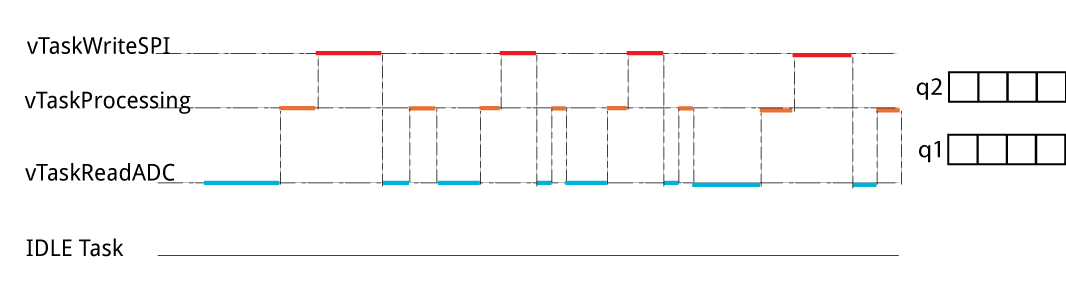 vTaskWriteSPI
q2
vTaskProcessing
q1
vTaskReadADC
IDLE Task